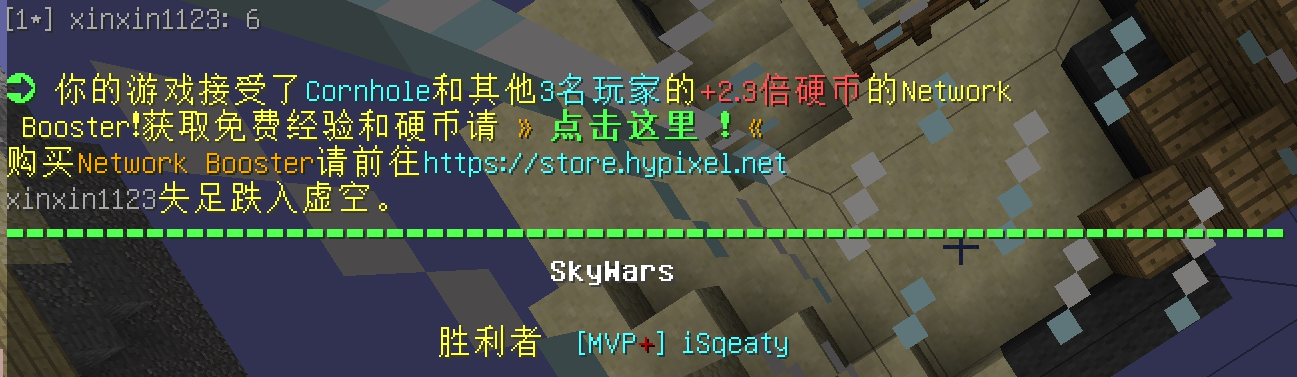 [1*] xinxin1123: 6
➲ 你的游戏接受了Cornhole和其他3名玩家的+2.3倍硬币的Network
Booster!获取免费经验和硬币请 » 点击这里 ! «
购买Network Booster请前往https://store.hypixel.net
xinxin1123失足跌入虚空。
SkyWars
胜利者 [MVP+] iSqeaty